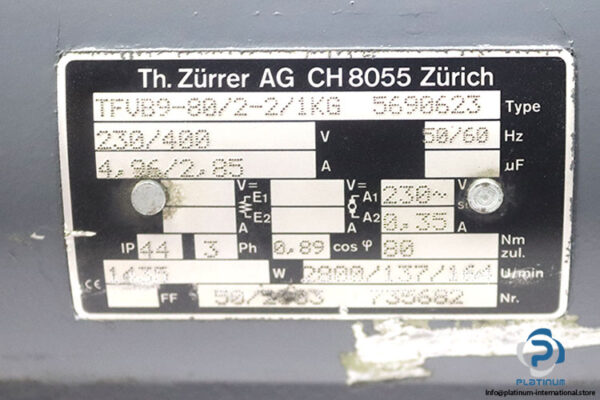 Th. Zürrer AG CH 8055 Zürich
TFVB9-80/2-2/1KG 5690623 Type
230/400 V 50/60 Hz
4,96/2,85 A µF
V= E1 E2 A V= A1 A2 A 230~ V 0.35 A
IP 44 3 Ph 0,89 cos φ 80 Nm zul.
CE 1435 W 2800/137/164 U/min
FF 735682 Nr.
PLATINUM
info@platinum-international.store